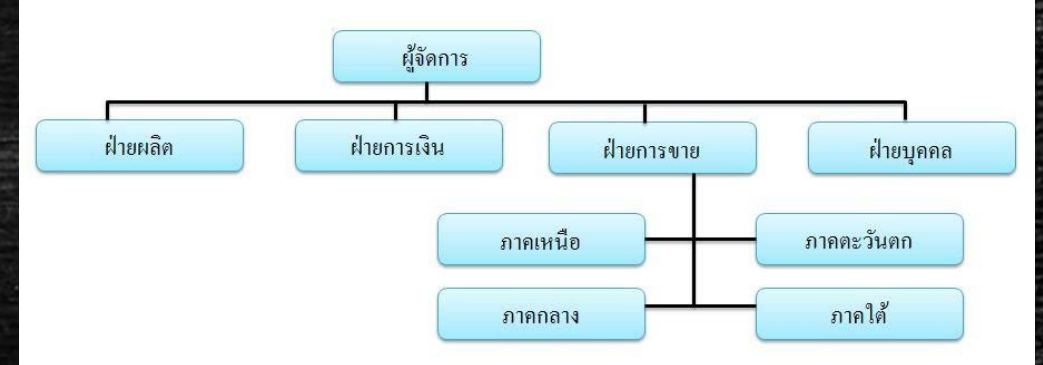 ผู้จัดการ
ฝ่ายผลิต
ฝ่ายการเงิน
ฝ่ายการขาย
ฝ่ายบุคคล
ภาคเหนือ
ภาคตะวันตก
ภาคกลาง
ภาคใต้